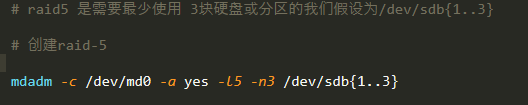 # raid5 是需要最少使用 3块硬盘或分区的我们假设为/dev/sdb{1..3}
# 创建raid-5
mdadm -c /dev/md0 -a yes -l5 -n3 /dev/sdb{1..3}